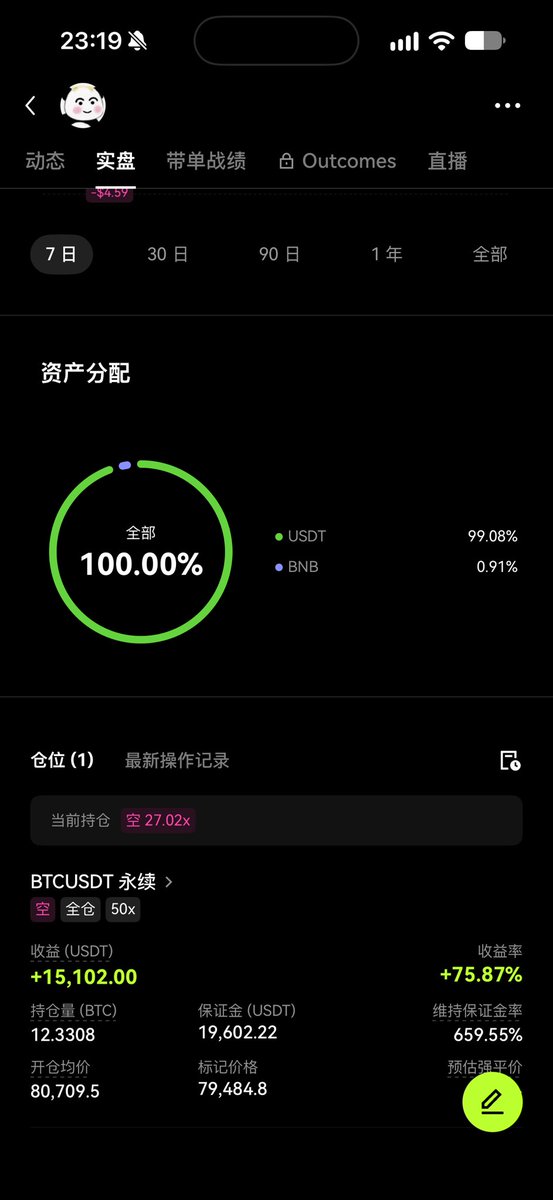 23:19
动态 实盘 带单战绩 Outcomes 直播
-$4.59
7 日 30 日 90 日 1 年 全部
资产分配
全部
100.00%
USDT 99.08%
BNB 0.91%
仓位 (1) 最新操作记录
当前持仓 空 27.02x
BTCUSDT 永续
空 全仓 50x
收益 (USDT) 收益率
+15,102.00 +75.87%
持仓量 (BTC) 保证金 (USDT) 维持保证金率
12.3308 19,602.22 659.55%
开仓均价 标记价格 预估强平价
80,709.5 79,484.8